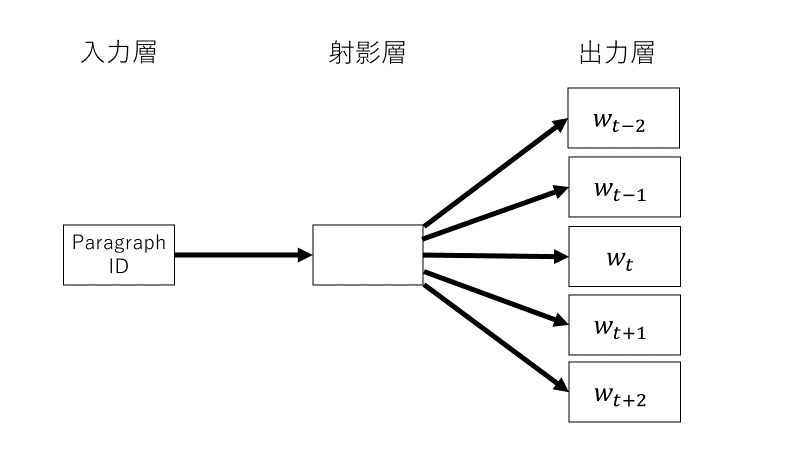 入力層
射影層
出力層
Paragraph
ID
w_{t-2}
w_{t-1}
w_t
w_{t+1}
w_{t+2}